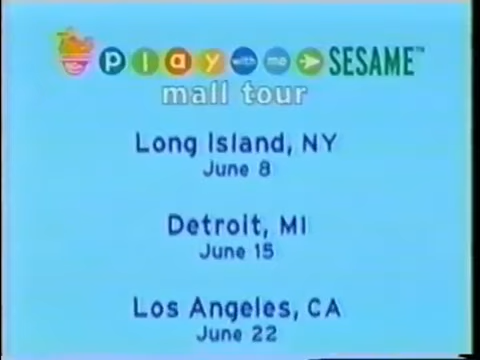 play with me SESAME™
mall tour
Long Island, NY
June 8
Detroit, MI
June 15
Los Angeles, CA
June 22